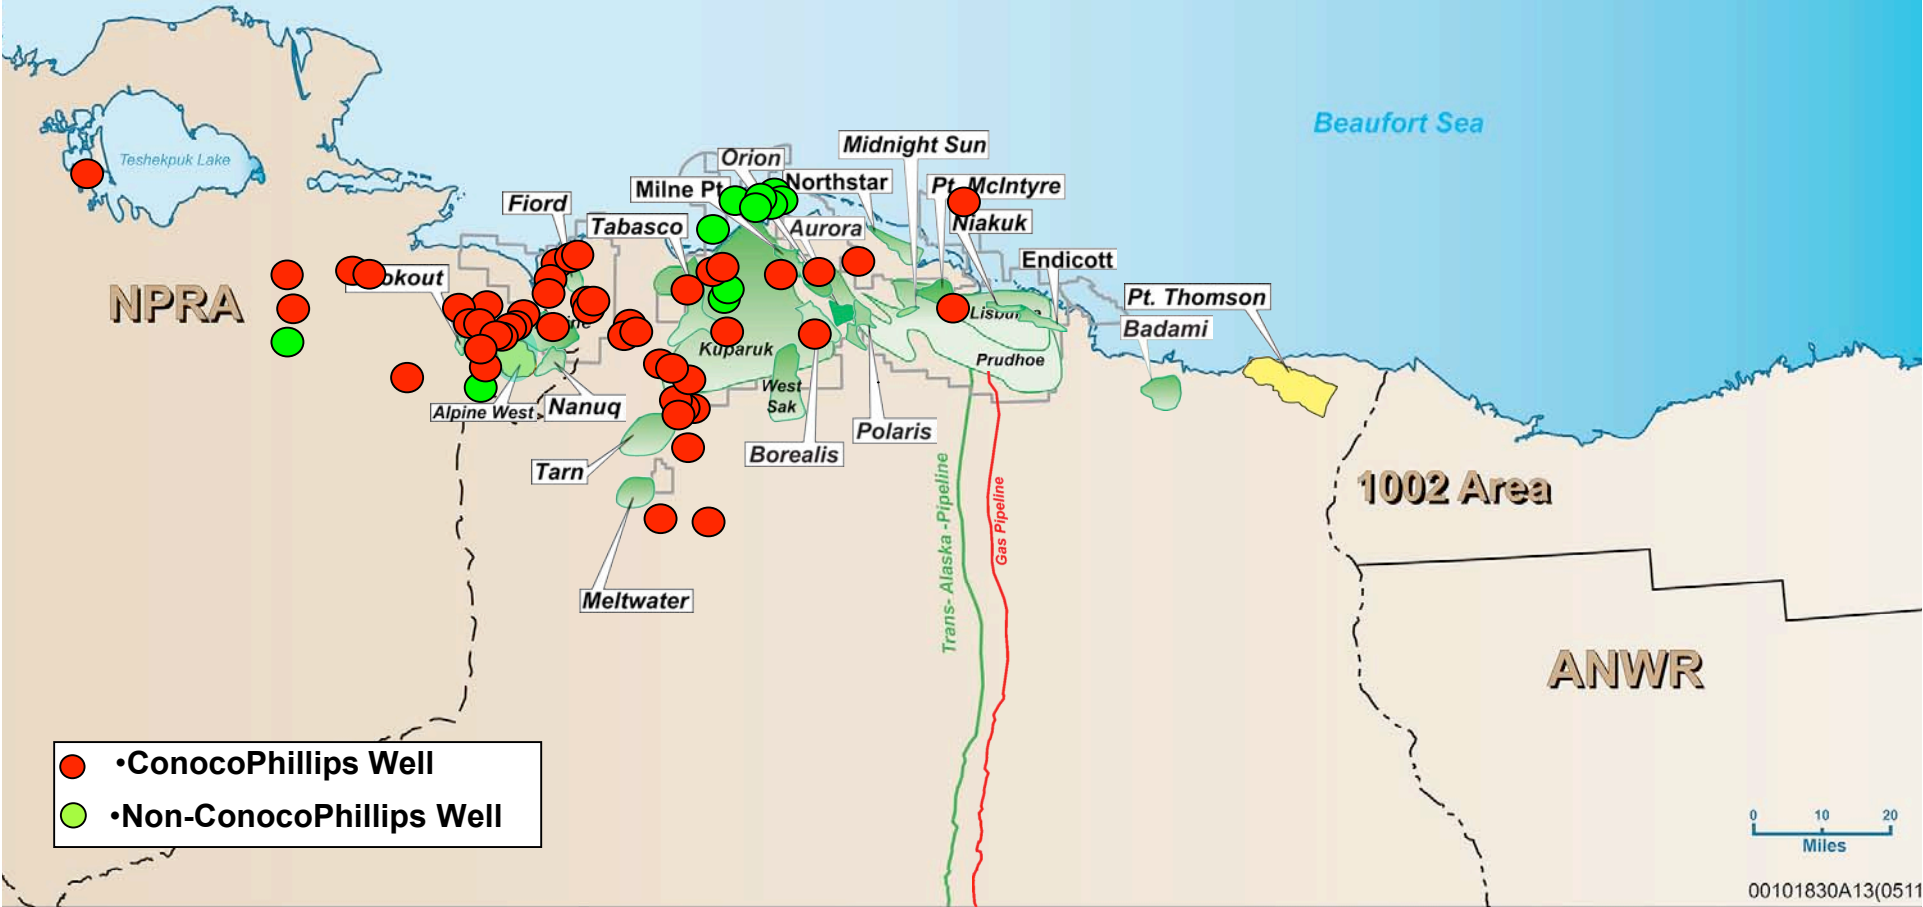 Beaufort Sea
Teshekpuk Lake
Midnight Sun
Orion
Northstar
Milne Pt
Pt. McIntyre
Fiord
Tabasco
Aurora
Niakuk
Endicott
NPRA
okout
Pt. Thomson
Badami
Kuparuk
Prudhoe
West
Sak
Alpine West
Nanuq
Polaris
Borealis
Tarn
Trans- Alaska -Pipeline
Gas Pipeline
1002 Area
Meltwater
ANWR
•ConocoPhillips Well
•Non-ConocoPhillips Well
0 10 20
Miles
00101830A13(0511